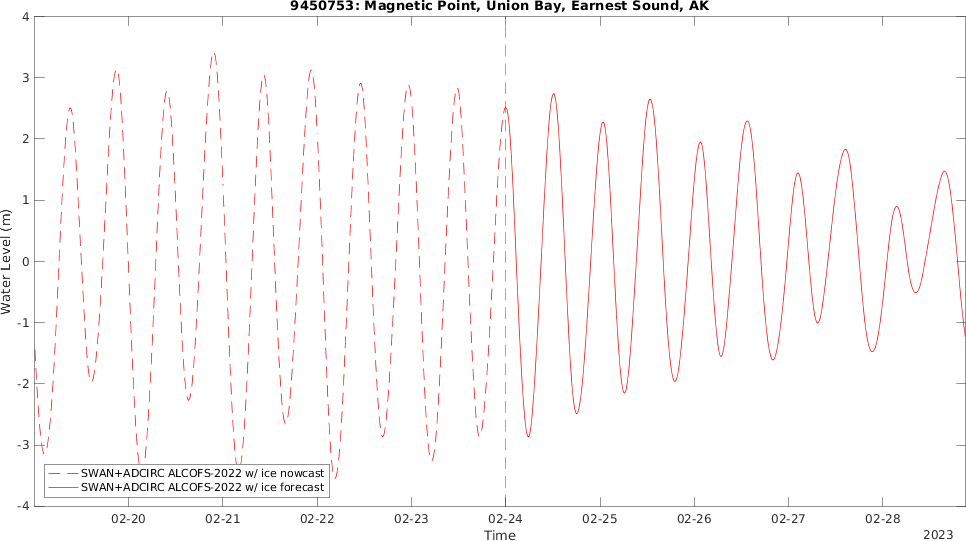 9450753: Magnetic Point, Union Bay, Earnest Sound, AK
4
3
2
1
0
-1
-2
-3
-4
Water Level (m)
SWAN+ADCIRC ALCOFS-2022 w/ ice nowcast
SWAN+ADCIRC ALCOFS-2022 w/ ice forecast
02-20 02-21 02-22 02-23 02-24 02-25 02-26 02-27 02-28
Time
2023